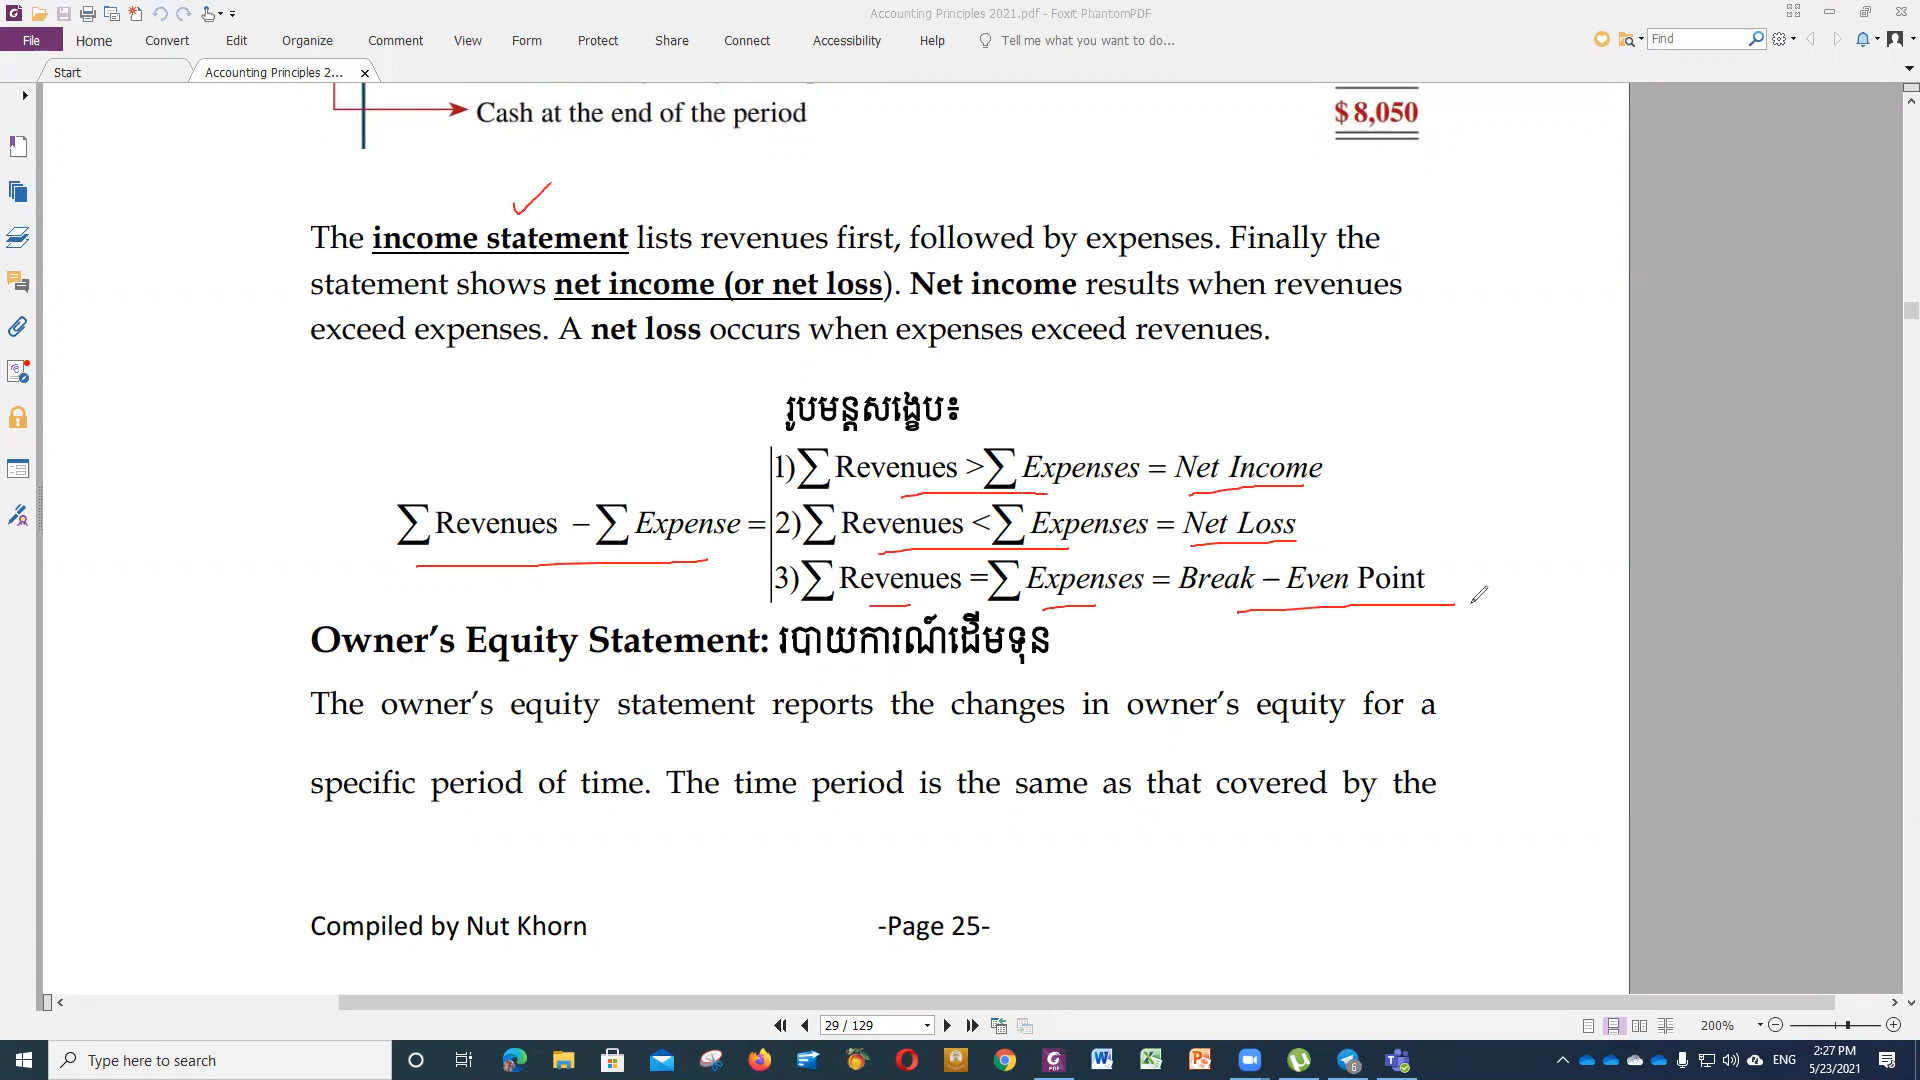 Accounting Principles 2021.pdf - Foxit PhantomPDF
File Home Convert Edit Organize Comment View Form Protect Share Connect Accessibility Help Tell me what you want to do... Find
Start Accounting Principles 2...
Cash at the end of the period $ 8,050
The income statement lists revenues first, followed by expenses. Finally the
statement shows net income (or net loss). Net income results when revenues
exceed expenses. A net loss occurs when expenses exceed revenues.
រូបមន្តសង្ខេប៖
1)∑Revenues >∑Expenses = Net Income
∑Revenues −∑Expense = 2)∑Revenues <∑Expenses = Net Loss
3)∑Revenues =∑Expenses = Break − Even Point
Owner’s Equity Statement: របាយការណ៍ដើមទុន
The owner’s equity statement reports the changes in owner’s equity for a
specific period of time. The time period is the same as that covered by the
Compiled by Nut Khorn -Page 25-
29 / 129 200%
Type here to search ENG 2:27 PM
5/23/2021